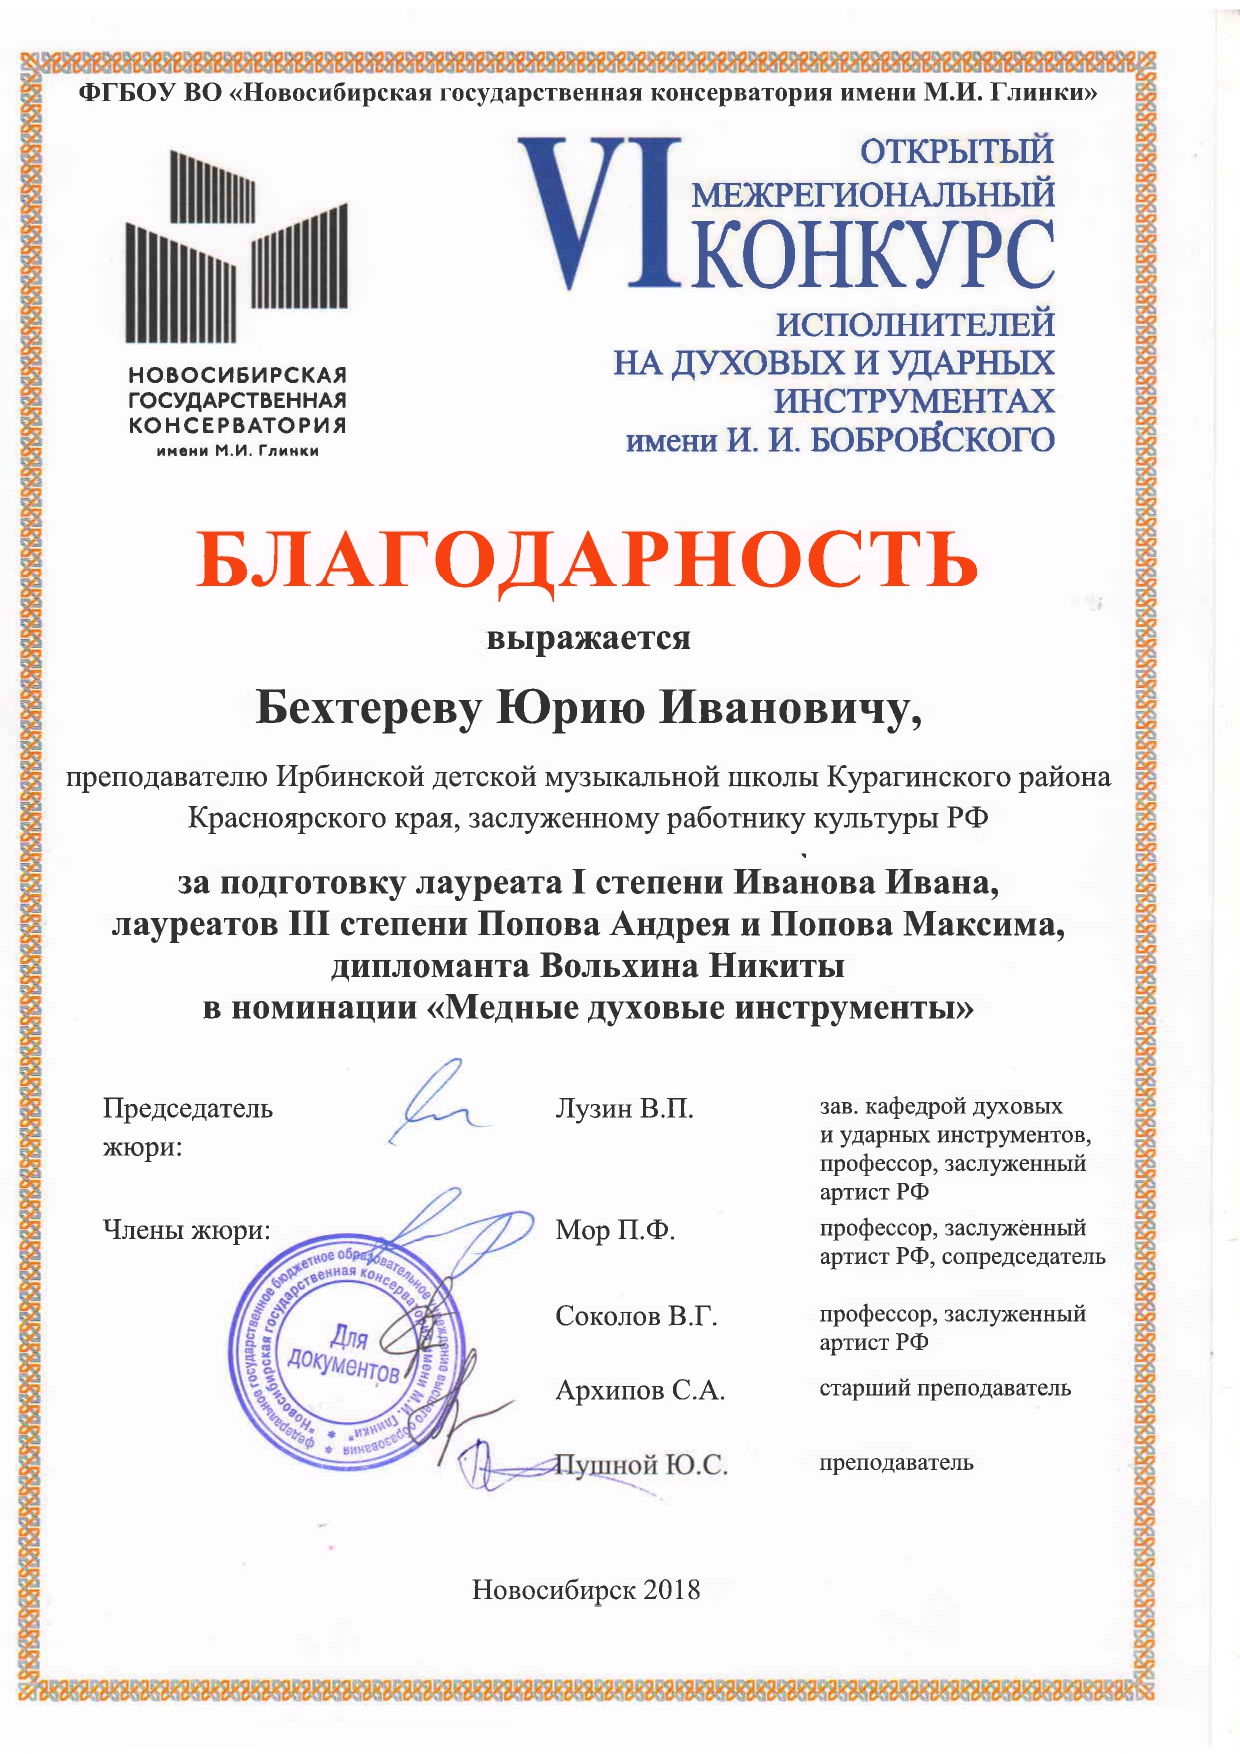 ФГБОУ ВО «Новосибирская государственная консерватория имени М.И. Глинки»
НОВОСИБИРСКАЯ
ГОСУДАРСТВЕННАЯ
КОНСЕРВАТОРИЯ
имени М.И. Глинки
VI
ОТКРЫТЫЙ
МЕЖРЕГИОНАЛЬНЫЙ
КОНКУРС
ИСПОЛНИТЕЛЕЙ
НА ДУХОВЫХ И УДАРНЫХ
ИНСТРУМЕНТАХ
имени И. И. БОБРОВСКОГО
БЛАГОДАРНОСТЬ
выражается
Бехтереву Юрию Ивановичу,
преподавателю Ирбинской детской музыкальной школы Курагинского района
Красноярского края, заслуженному работнику культуры РФ
за подготовку лауреата I степени Иванова Ивана,
лауреатов III степени Попова Андрея и Попова Максима,
дипломанта Вольхина Никиты
в номинации «Медные духовые инструменты»
Председатель
жюри:
Лузин В.П.
зав. кафедрой духовых
и ударных инструментов,
профессор, заслуженный
артист РФ
Члены жюри:
Мор П.Ф.
профессор, заслуженный
артист РФ, сопредседатель
Соколов В.Г.
профессор, заслуженный
артист РФ
Архипов С.А.
старший преподаватель
Пушной Ю.С.
преподаватель
федеральное государственное бюджетное образовательное учреждение высшего образования
"Новосибирская государственная консерватория имени М.И. Глинки"
Для
документов
Новосибирск 2018